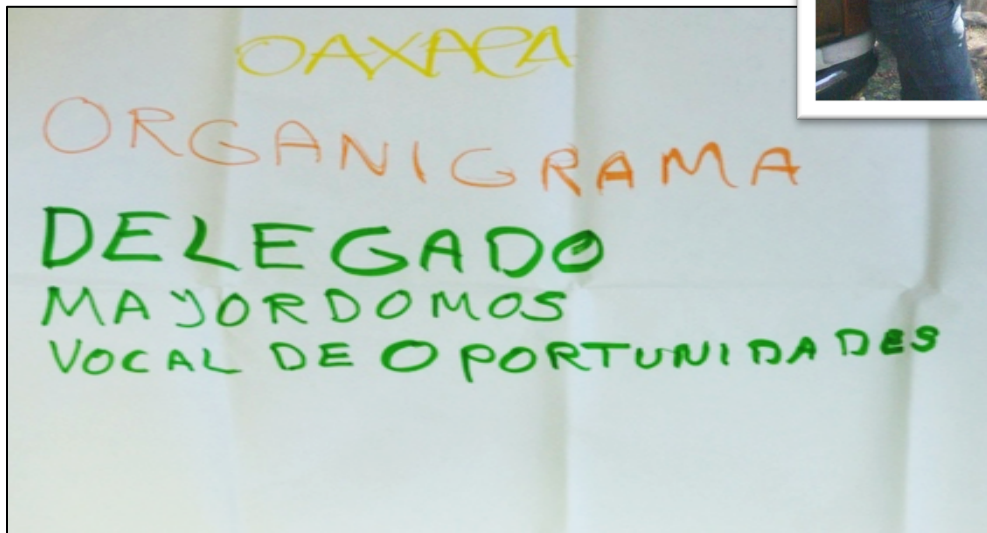 OAXACA
ORGANIGRAMA
DELEGADO
MAYORDOMOS
VOCAL DE OPORTUNIDADES